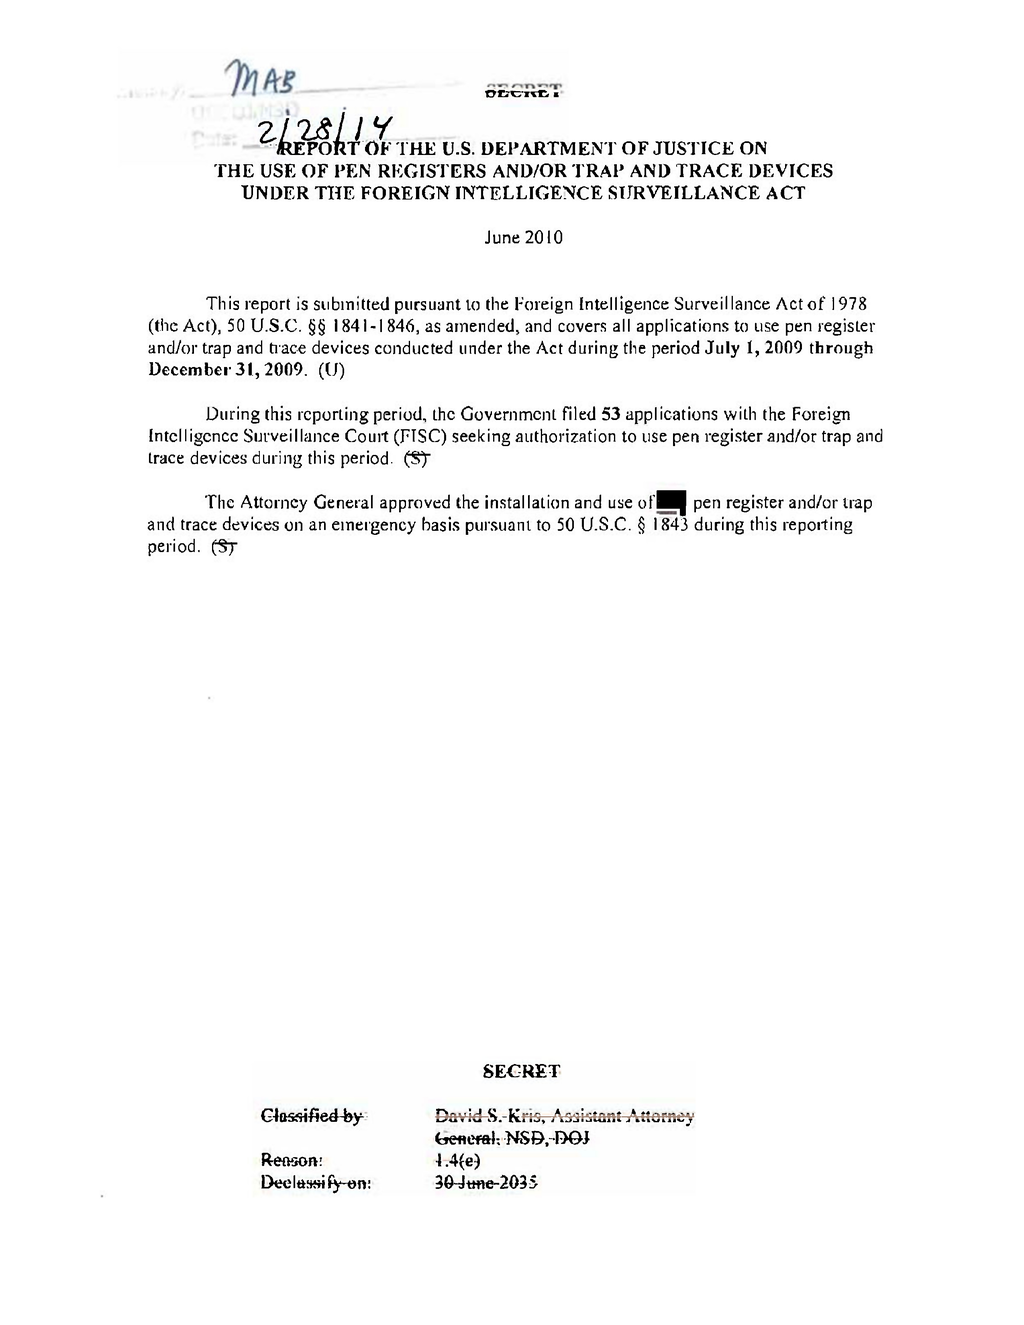 MAB
SECRET
Date:
2/28/14
REPORT OF THE U.S. DEPARTMENT OF JUSTICE ON
THE USE OF PEN REGISTERS AND/OR TRAP AND TRACE DEVICES
UNDER THE FOREIGN INTELLIGENCE SURVEILLANCE ACT
June 2010
This report is submitted pursuant to the Foreign Intelligence Surveillance Act of 1978
(the Act), 50 U.S.C. §§ 1841-1846, as amended, and covers all applications to use pen register
and/or trap and trace devices conducted under the Act during the period July 1, 2009 through
December 31, 2009. (U)
During this reporting period, the Government filed 53 applications with the Foreign
Intelligence Surveillance Court (FISC) seeking authorization to use pen register and/or trap and
trace devices during this period. (S)
The Attorney General approved the installation and use of pen register and/or trap
and trace devices on an emergency basis pursuant to 50 U.S.C. § 1843 during this reporting
period. (S)
SECRET
Classified by: David S. Kris, Assistant Attorney
General, NSD, DOJ
Reason: 1.4(c)
Declassify on: 30 June 2035